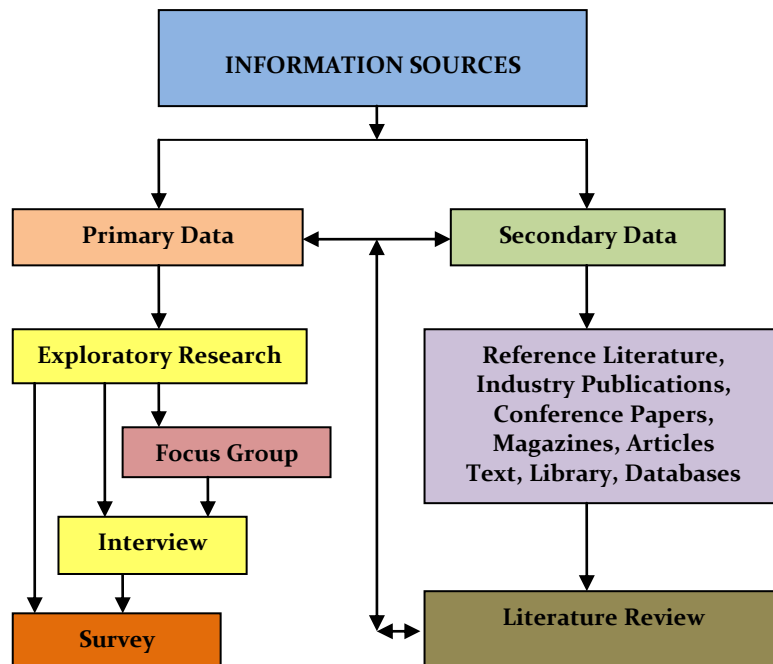 INFORMATION SOURCES
Primary Data
Secondary Data
Exploratory Research
Reference Literature,
Industry Publications,
Conference Papers,
Magazines, Articles
Text, Library, Databases
Focus Group
Interview
Survey
Literature Review